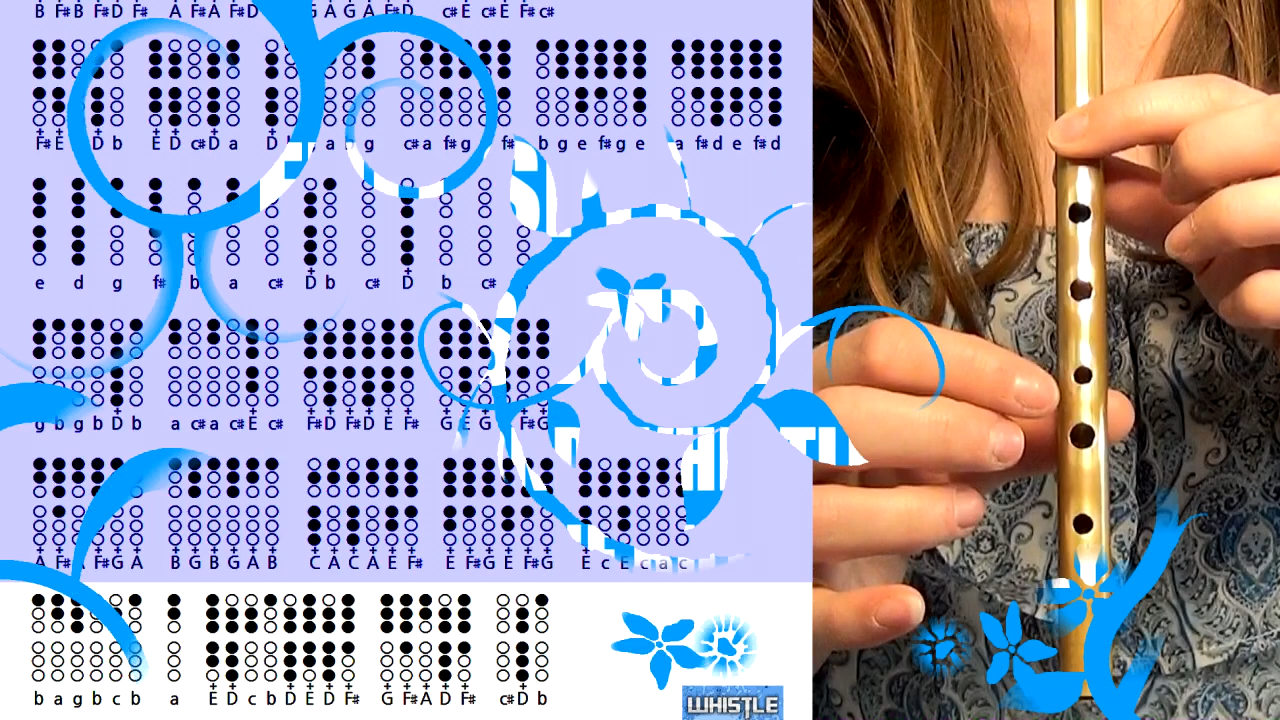 B F♯B F♯D F♯ A F♯A F♯D G A G A F♯D c♯E c♯E F♯c♯
F♯E D b E D c♯D a D a g c♯a f♯g f♯ b g e f♯g e a f♯d e f♯d
e d g f♯ b a c♯ D b c♯ D b c♯
g b g b D b a c♯a c♯E c♯ F♯D F♯D E F♯ G E G F♯G
A F♯ F♯G A B G B G A B C A C A E F♯ E F♯G E F♯G E c E c a c
b a g b c b a E D c b D E D F♯ G F♯A D F♯ c♯D b
WHISTLE